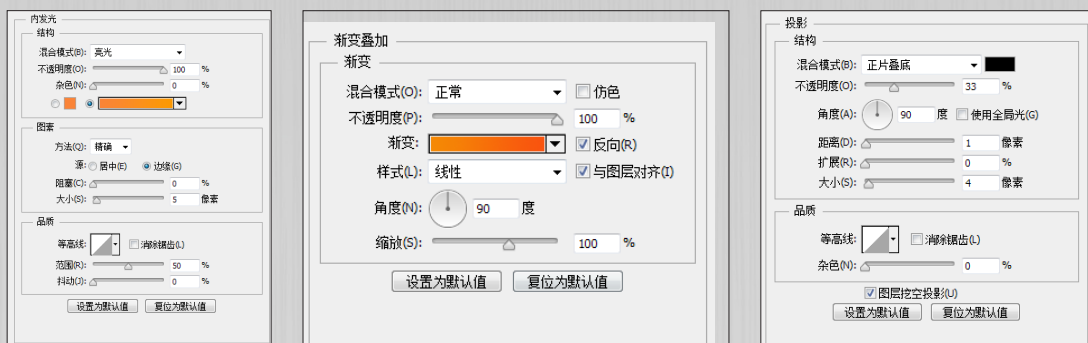 内发光
结构
混合模式(B): 亮光
不透明度(O): 100 %
杂色(N): 0 %
图素
方法(Q): 精确
源: 居中(E) 边缘(G)
阻塞(C): 0 %
大小(S): 5 像素
品质
等高线: 消除锯齿(L)
范围(R): 50 %
抖动(J): 0 %
设置为默认值 复位为默认值
渐变叠加
渐变
混合模式(O): 正常 仿色
不透明度(P): 100 %
渐变: 反向(R)
样式(L): 线性 与图层对齐(I)
角度(N): 90 度
缩放(S): 100 %
设置为默认值 复位为默认值
投影
结构
混合模式(B): 正片叠底
不透明度(O): 33 %
角度(A): 90 度 使用全局光(G)
距离(D): 1 像素
扩展(R): 0 %
大小(S): 4 像素
品质
等高线: 消除锯齿(L)
杂色(N): 0 %
图层挖空投影(U)
设置为默认值 复位为默认值